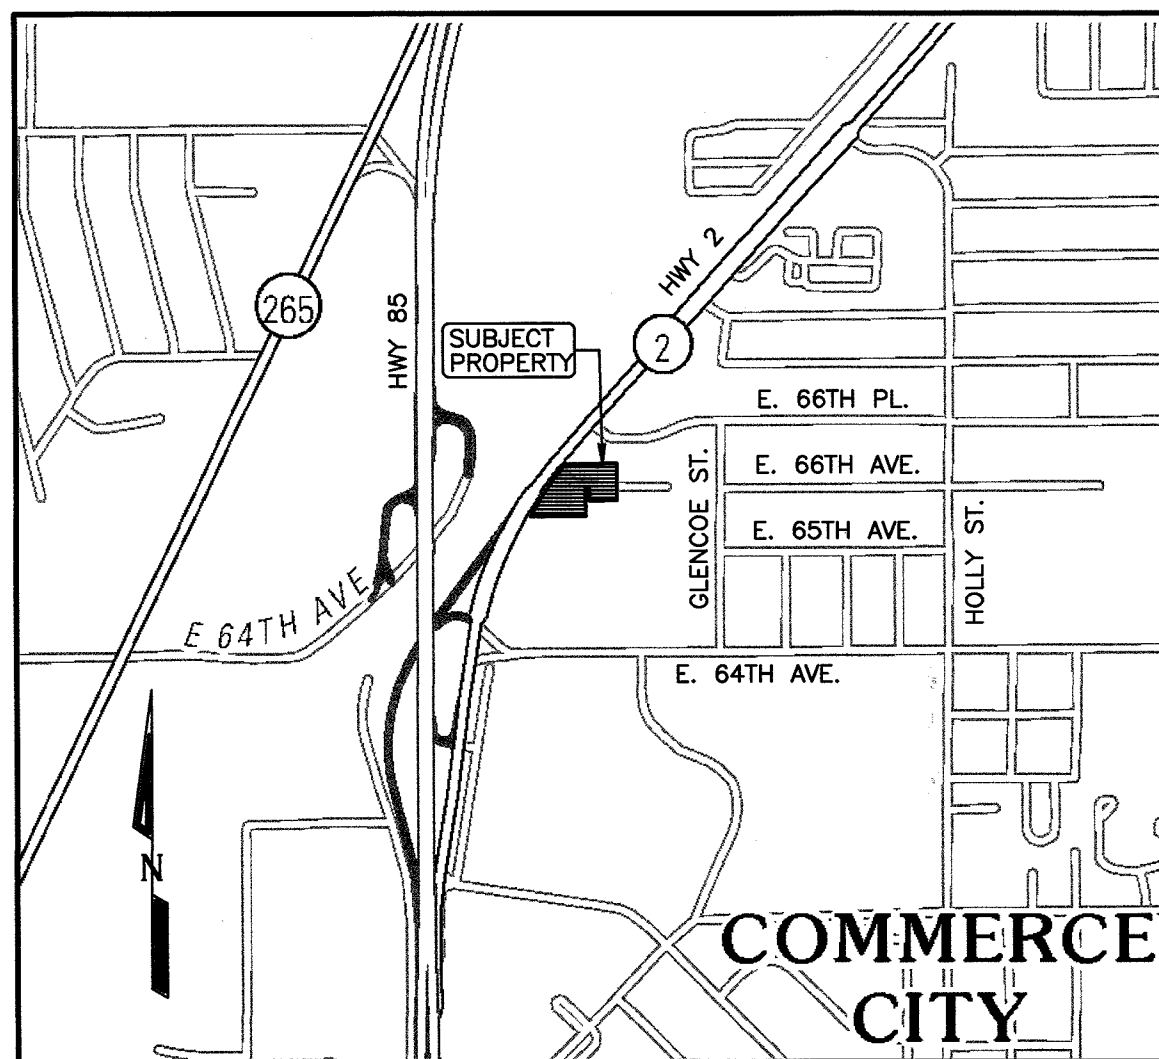 HWY 2
265
HWY 85
SUBJECT
PROPERTY
2
E. 66TH PL.
E. 66TH AVE.
GLENCOE ST.
E. 65TH AVE.
HOLLY ST.
E 64TH AVE
E. 64TH AVE.
N
COMMERCE
CITY